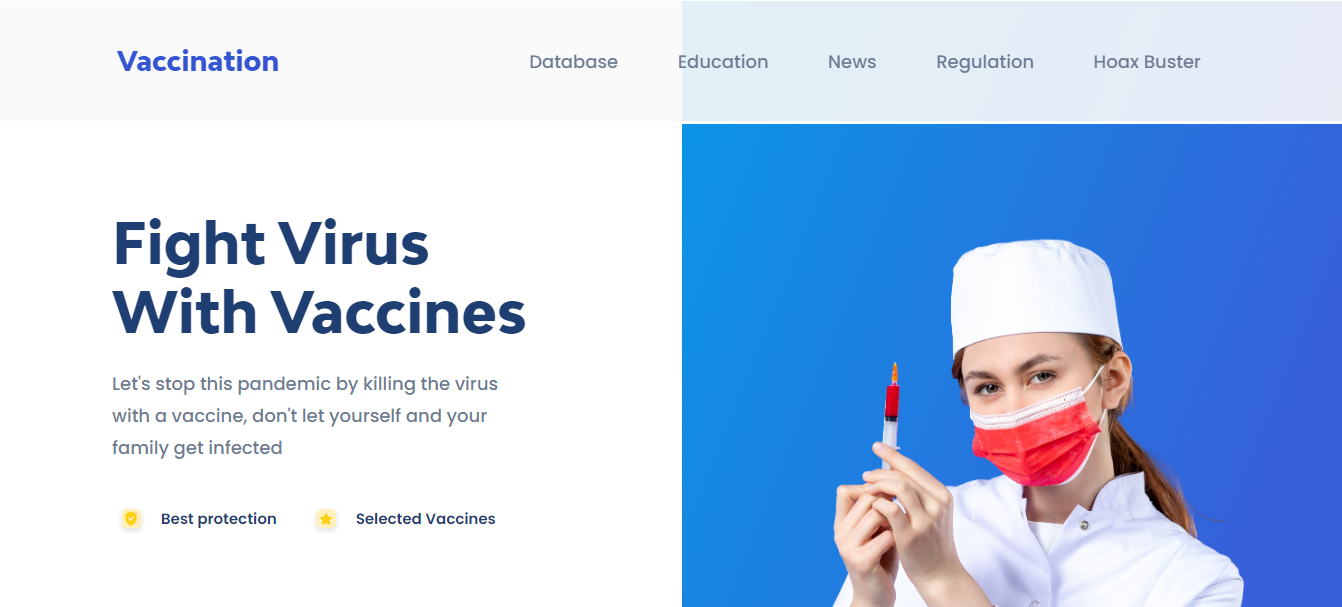 Vaccination
Database Education News Regulation Hoax Buster
Fight Virus
With Vaccines
Let's stop this pandemic by killing the virus
with a vaccine, don't let yourself and your
family get infected
Best protection Selected Vaccines